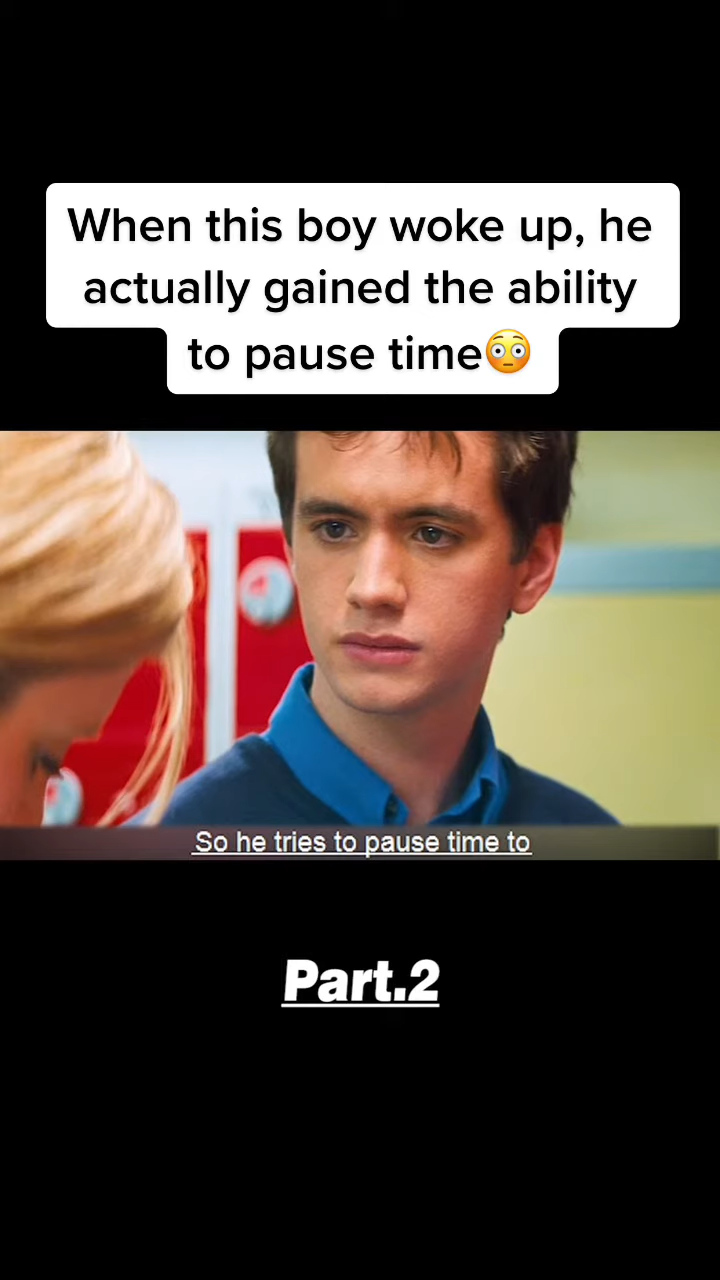 When this boy woke up, he
actually gained the ability
to pause time😳
So he tries to pause time to
Part.2